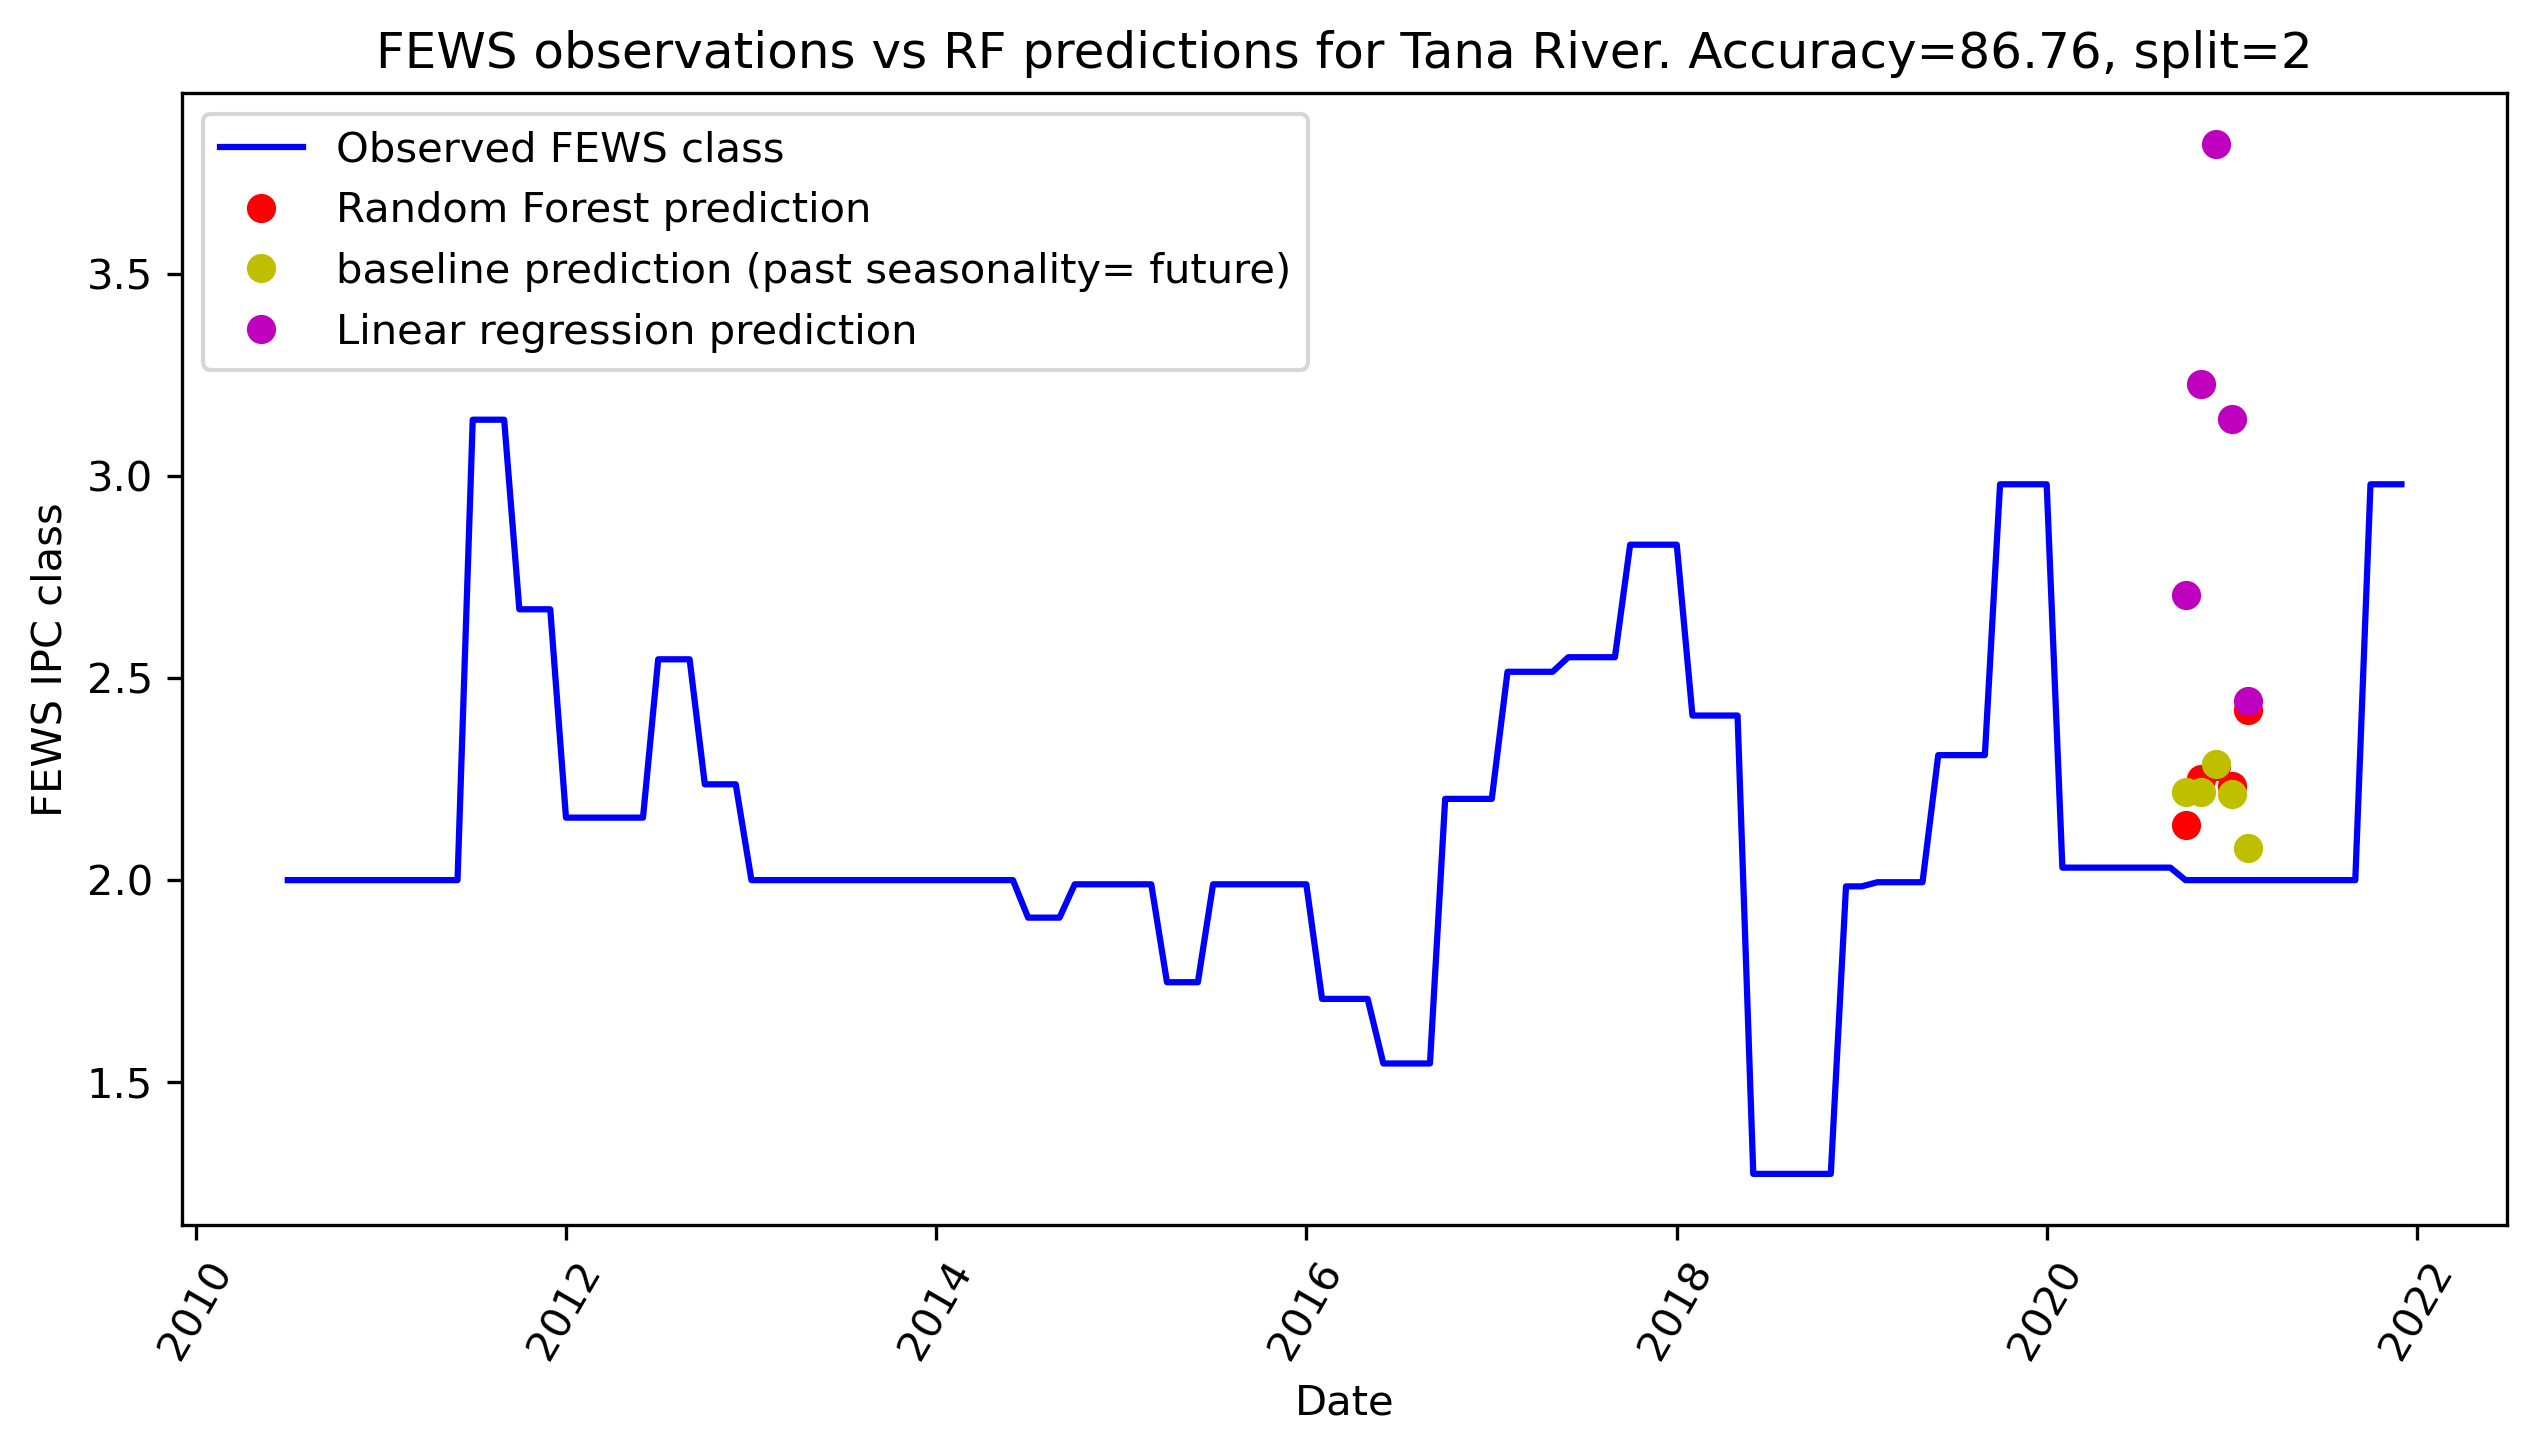 FEWS observations vs RF predictions for Tana River. Accuracy=86.76, split=2
Observed FEWS class
Random Forest prediction
baseline prediction (past seasonality= future)
Linear regression prediction
FEWS IPC class
3.5
3.0
2.5
2.0
1.5
2010
2012
2014
2016
2018
2020
2022
Date